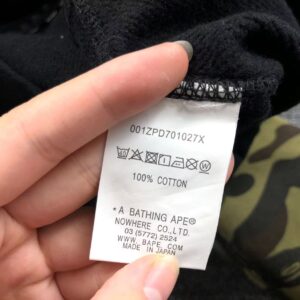 001ZPD701027X
100% COTTON
* A BATHING APE®
NOWHERE CO.,LTD.
03 (5772) 2524
WWW. BAPE. COM
MADE IN JAPAN